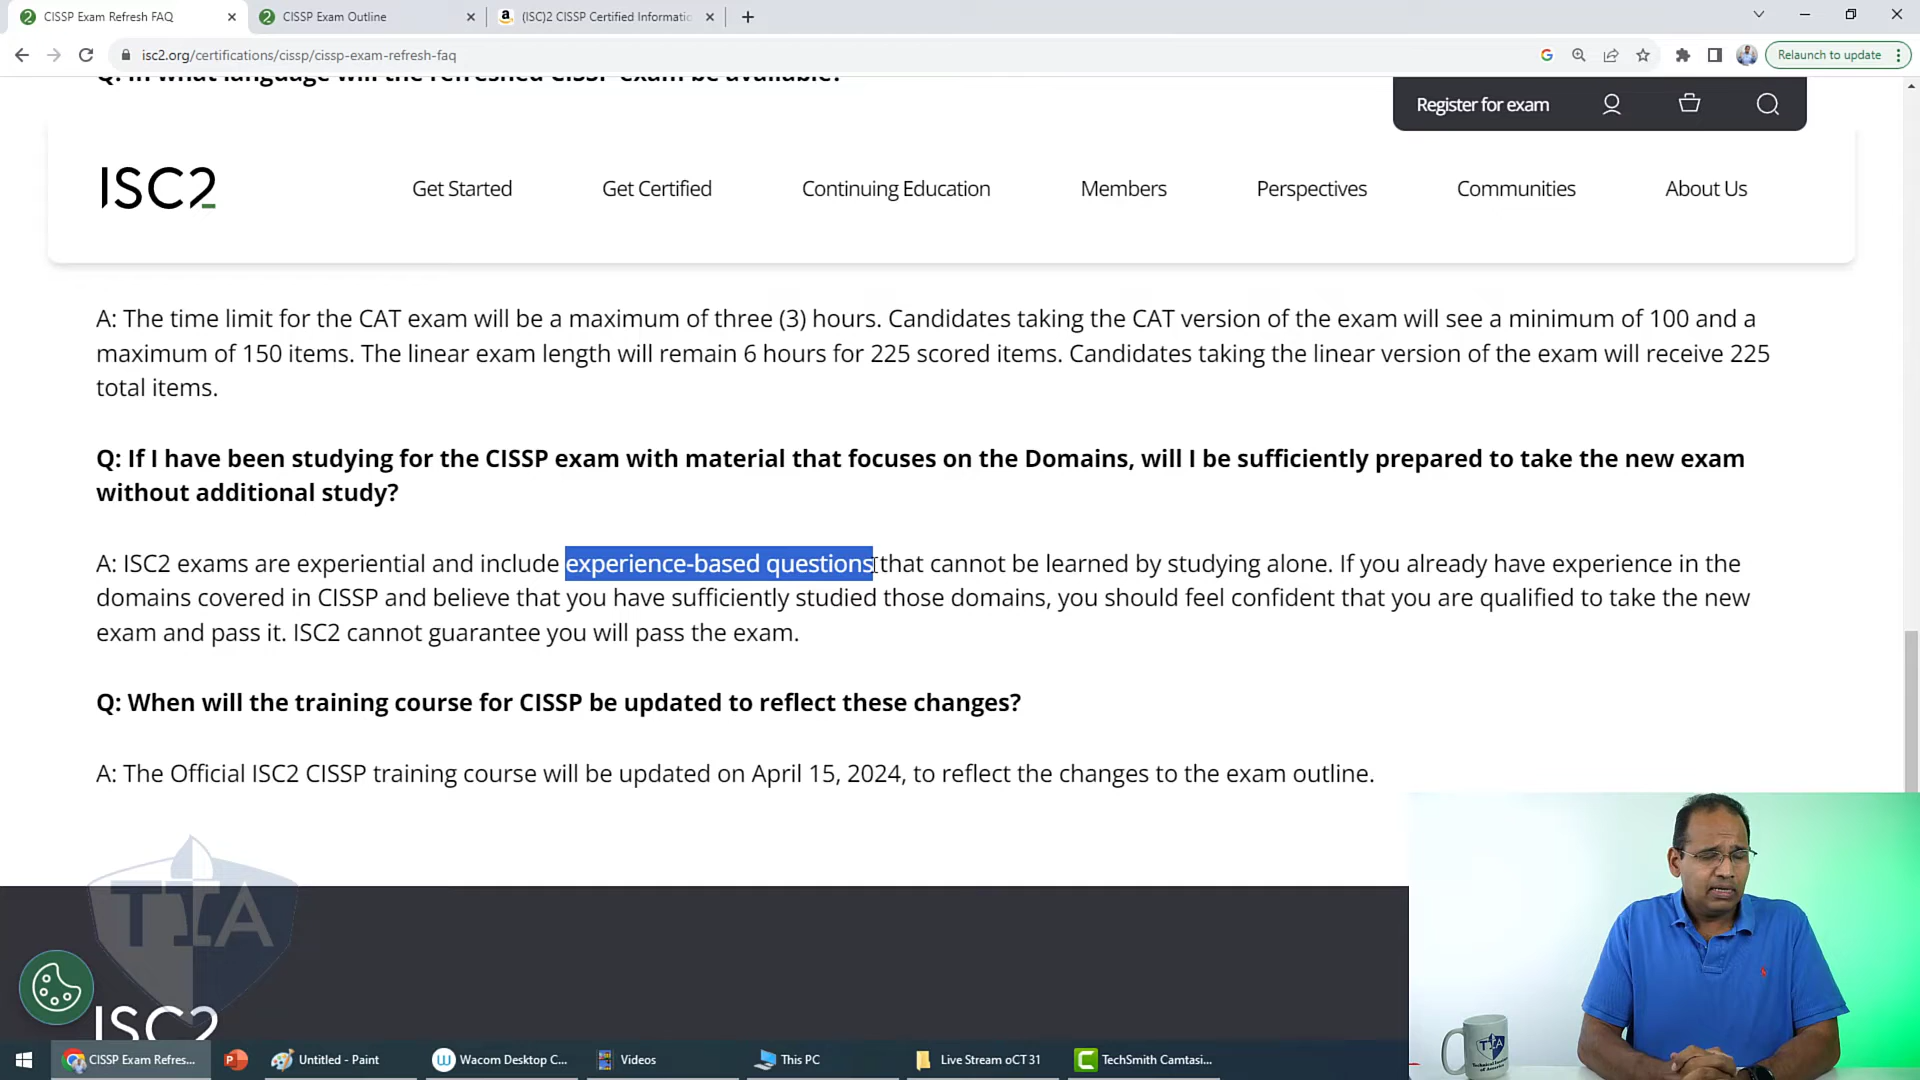 CISSP Exam Refresh FAQ
CISSP Exam Outline
(ISC)2 CISSP Certified Informatio
isc2.org/certifications/cissp/cissp-exam-refresh-faq
Relaunch to update
Q: In what language will the refreshed CISSP exam be available?
Register for exam
ISC2
Get Started
Get Certified
Continuing Education
Members
Perspectives
Communities
About Us
A: The time limit for the CAT exam will be a maximum of three (3) hours. Candidates taking the CAT version of the exam will see a minimum of 100 and a
maximum of 150 items. The linear exam length will remain 6 hours for 225 scored items. Candidates taking the linear version of the exam will receive 225
total items.
Q: If I have been studying for the CISSP exam with material that focuses on the Domains, will I be sufficiently prepared to take the new exam
without additional study?
A: ISC2 exams are experiential and include experience-based questions that cannot be learned by studying alone. If you already have experience in the
domains covered in CISSP and believe that you have sufficiently studied those domains, you should feel confident that you are qualified to take the new
exam and pass it. ISC2 cannot guarantee you will pass the exam.
Q: When will the training course for CISSP be updated to reflect these changes?
A: The Official ISC2 CISSP training course will be updated on April 15, 2024, to reflect the changes to the exam outline.
TIA
ISC2
CISSP Exam Refres...
Untitled - Paint
Wacom Desktop C...
Videos
This PC
Live Stream oCT 31
TechSmith Camtasi...